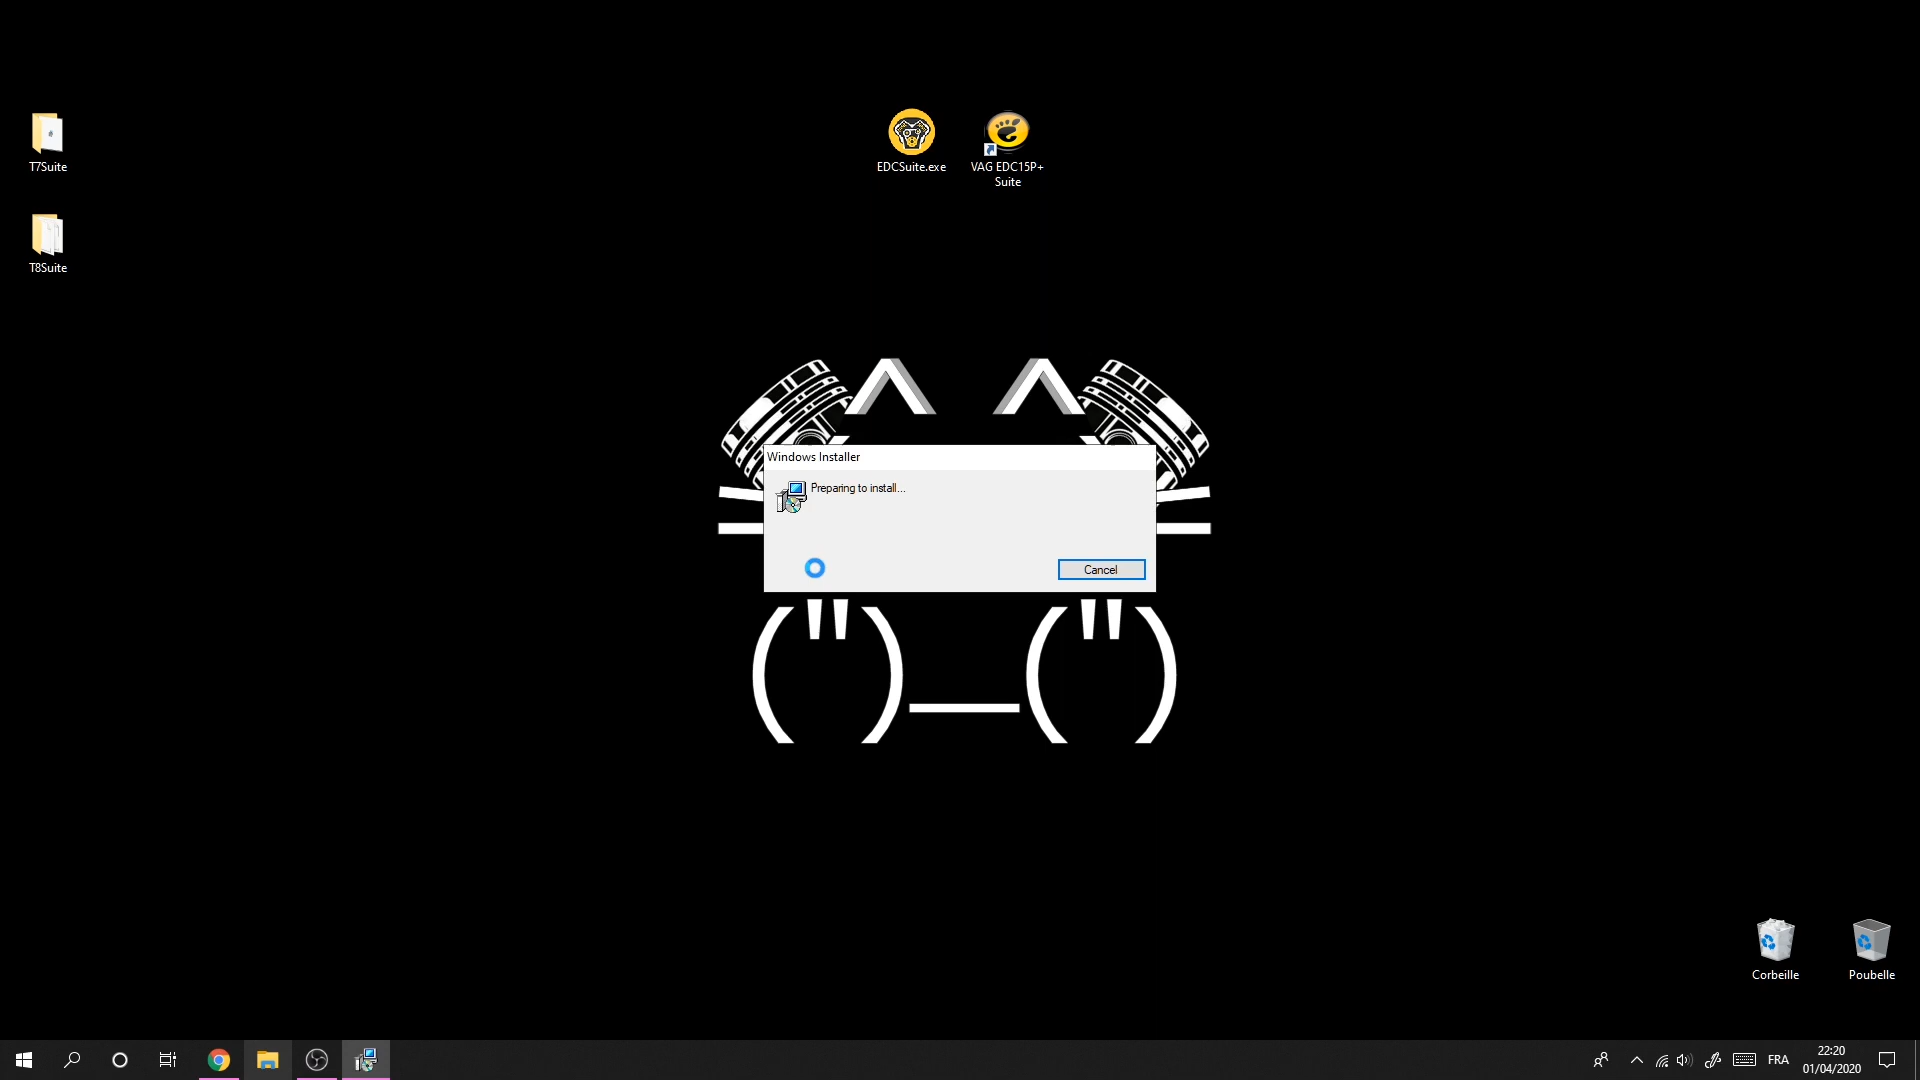 T7Suite
T8Suite
EDCSuite.exe
VAG EDC15P+
Suite
^ ^
Windows Installer
Preparing to install...
Cancel
(")_(")
Corbeille
Poubelle
FRA
22:20
01/04/2020